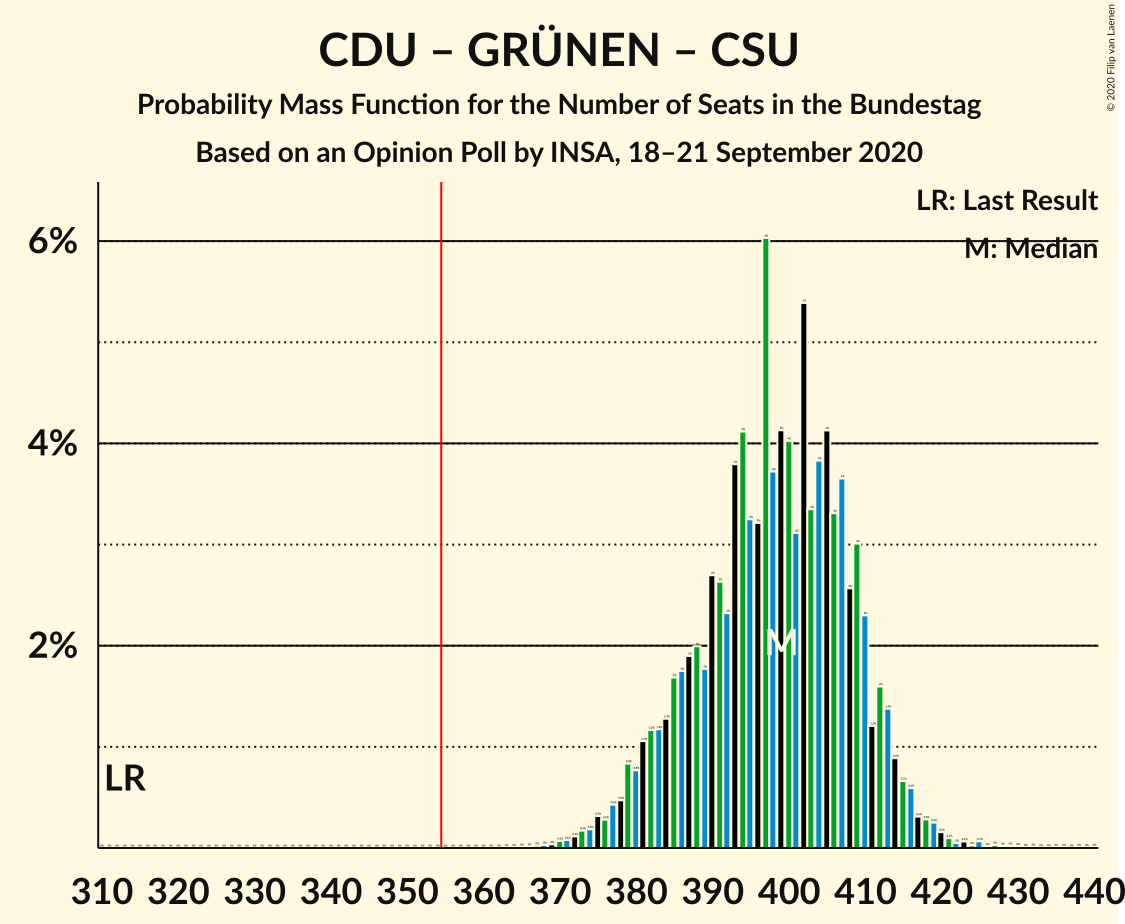 CDU – GRÜNEN – CSU
Probability Mass Function for the Number of Seats in the Bundestag
Based on an Opinion Poll by INSA, 18–21 September 2020
© 2020 Filip van Laenen
LR: Last Result
M: Median
6%
4%
2%
M
LR
310 320 330 340 350 360 370 380 390 400 410 420 430 440